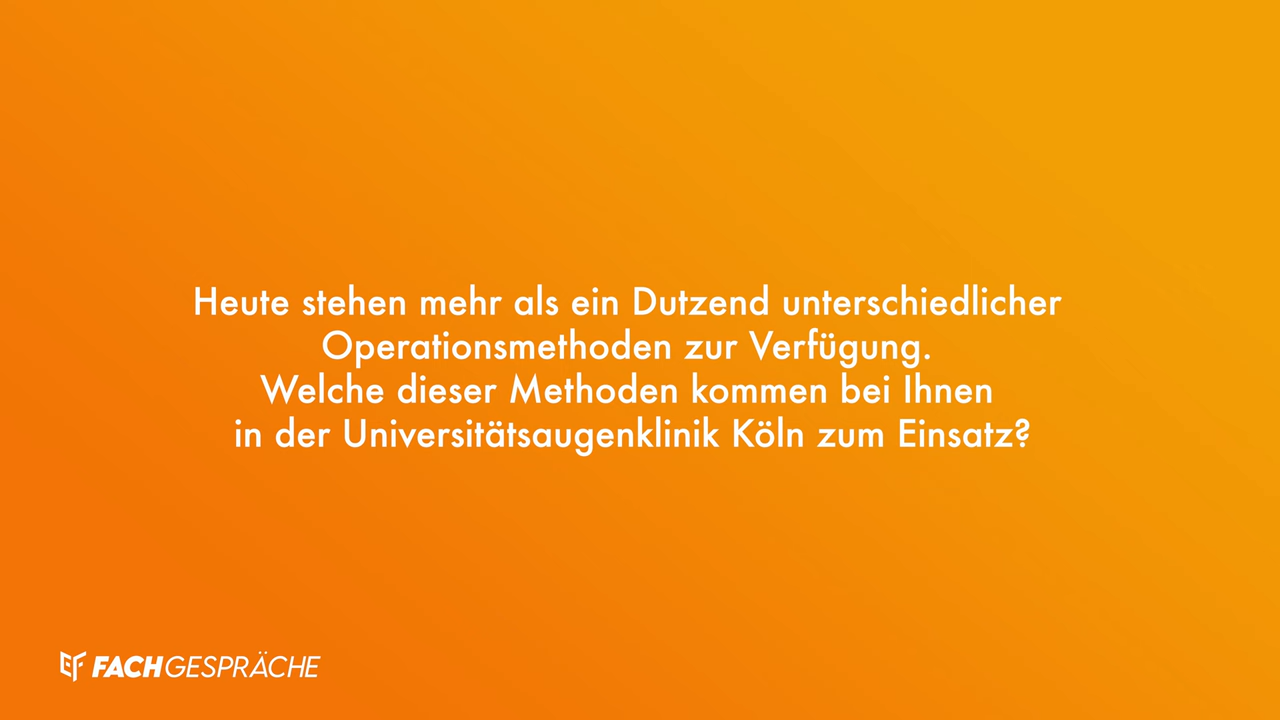 Heute stehen mehr als ein Dutzend unterschiedlicher
Operationsmethoden zur Verfügung.
Welche dieser Methoden kommen bei Ihnen
in der Universitätsaugenklinik Köln zum Einsatz?
EF FACHGESPRÄCHE